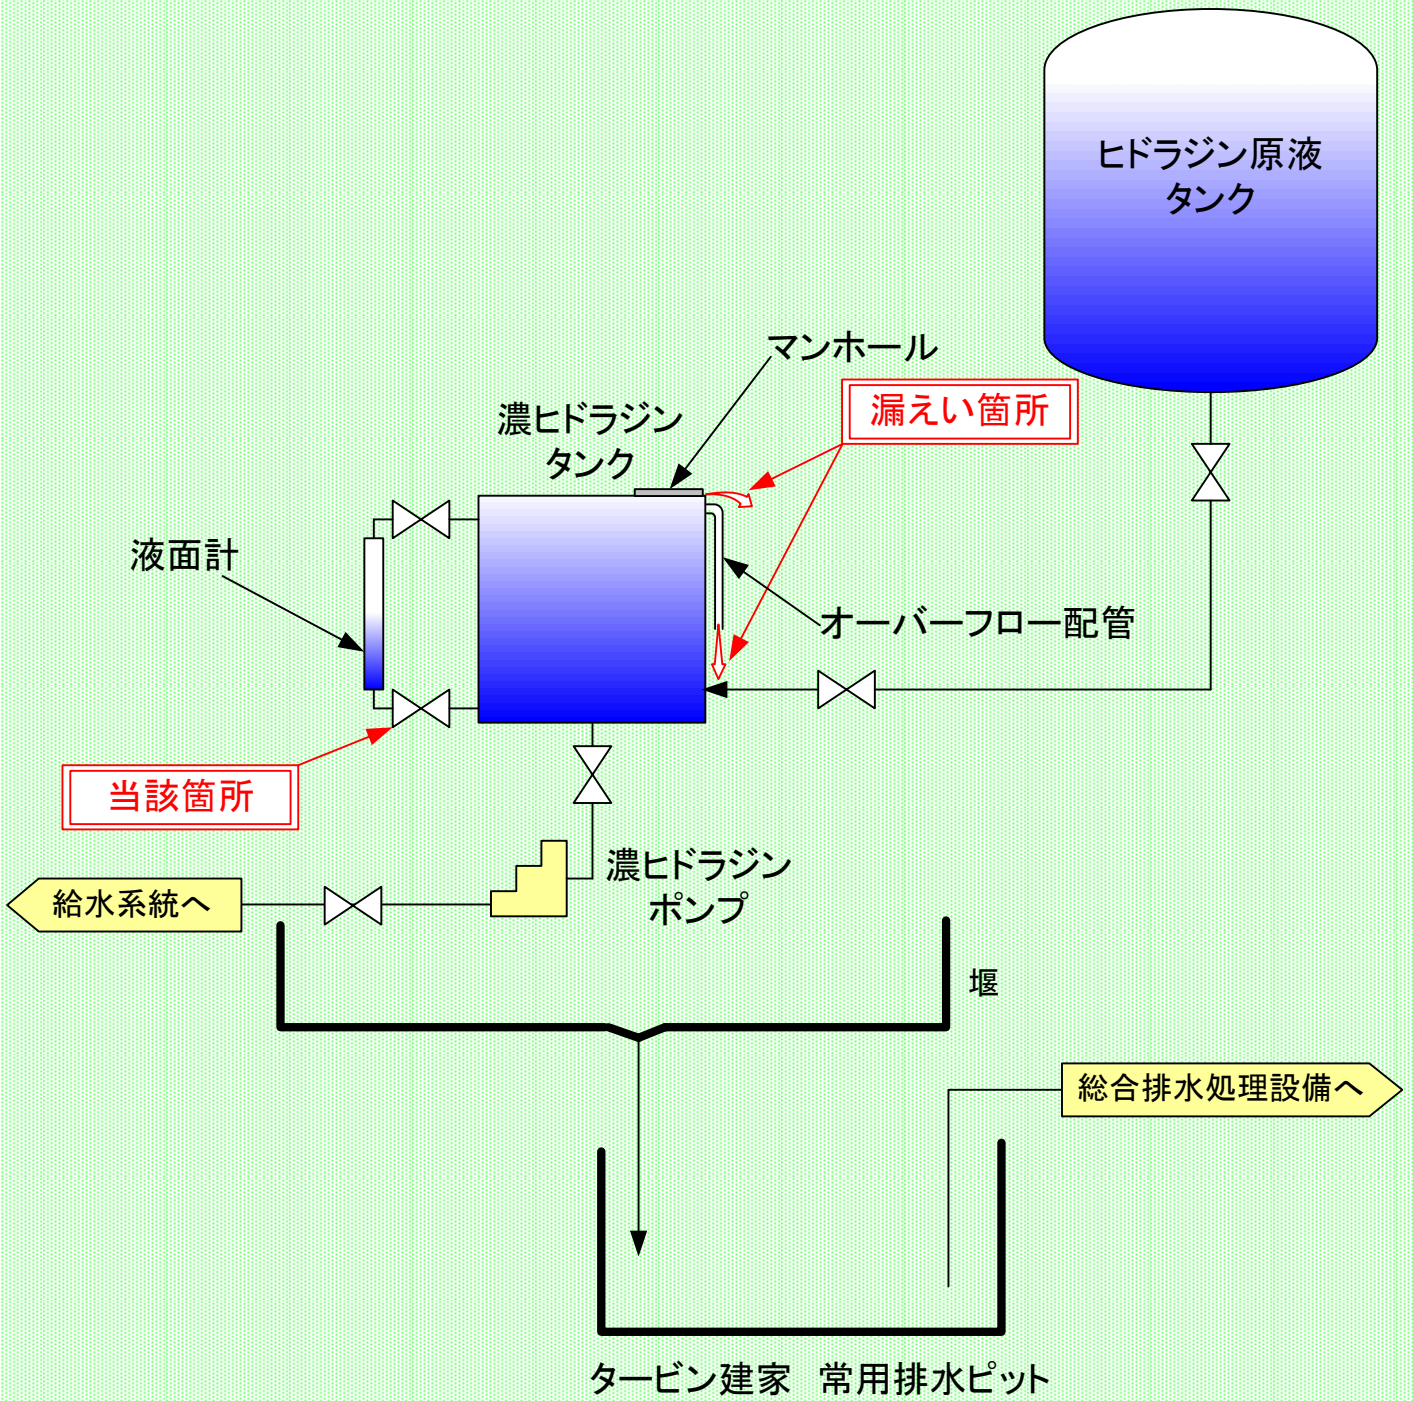 ヒドラジン原液
タンク
マンホール
漏えい箇所
濃ヒドラジン
タンク
液面計
オーバーフロー配管
当該箇所
濃ヒドラジン
ポンプ
給水系統へ
堰
総合排水処理設備へ
タービン建家 常用排水ピット